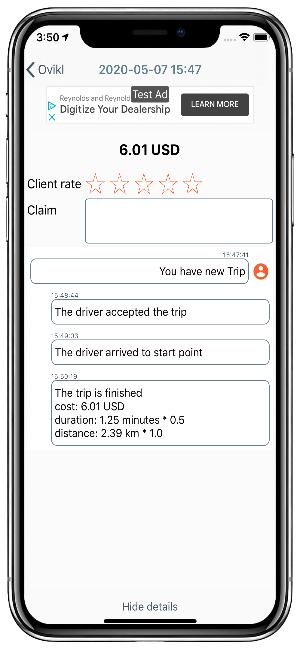 3:50
Ovikl
2020-05-07 15:47
Reynolds and Reynold
Test Ad
Digitize Your Dealership
LEARN MORE
6.01 USD
Client rate
Claim
15:47:41
You have new Trip
15:48:44
The driver accepted the trip
15:49:03
The driver arrived to start point
15:50:19
The trip is finished
cost: 6.01 USD
duration: 1.25 minutes * 0.5
distance: 2.39 km * 1.0
Hide details